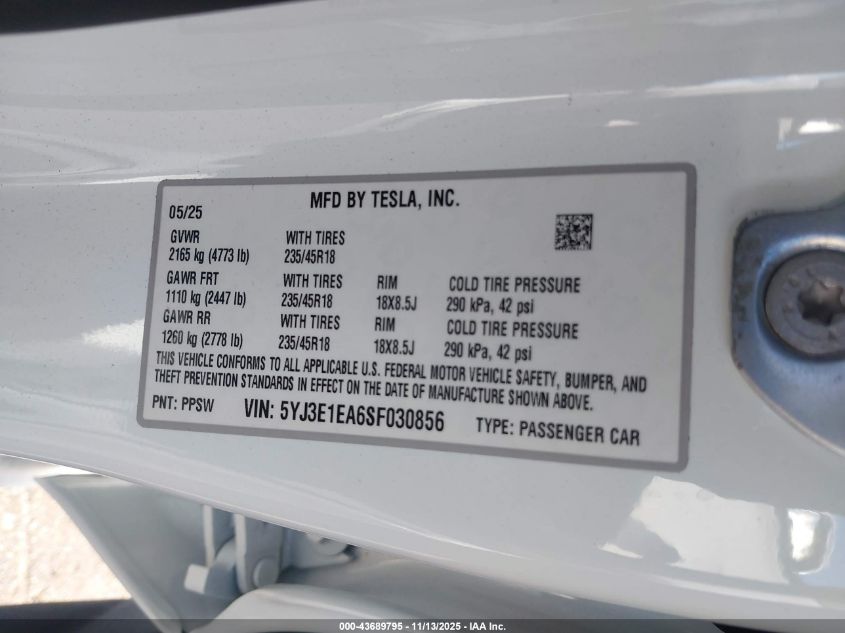 MFD BY TESLA, INC.
05/25
GVWR WITH TIRES
2165 kg (4773 lb) 235/45R18
GAWR FRT WITH TIRES RIM COLD TIRE PRESSURE
1110 kg (2447 lb) 235/45R18 18X8.5J 290 kPa, 42 psi
GAWR RR WITH TIRES RIM COLD TIRE PRESSURE
1260 kg (2778 lb) 235/45R18 18X8.5J 290 kPa, 42 psi
THIS VEHICLE CONFORMS TO ALL APPLICABLE U.S. FEDERAL MOTOR VEHICLE SAFETY, BUMPER, AND
THEFT PREVENTION STANDARDS IN EFFECT ON THE DATE OF MANUFACTURE SHOWN ABOVE.
PNT: PPSW VIN: 5YJ3E1EA6SF030856 TYPE: PASSENGER CAR
000-43689795 - 11/13/2025 - IAA Inc.